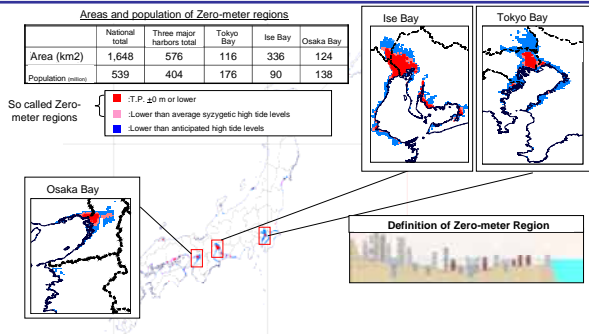 Areas and population of Zero-meter regions
National total
Three major harbors total
Tokyo Bay
Ise Bay
Osaka Bay
Area (km2) 1,648 576 116 336 124
Population (million) 539 404 176 90 138
So called Zero-
meter regions
:T.P. ±0 m or lower
:Lower than average syzygetic high tide levels
:Lower than anticipated high tide levels
Ise Bay
Tokyo Bay
Osaka Bay
Definition of Zero-meter Region